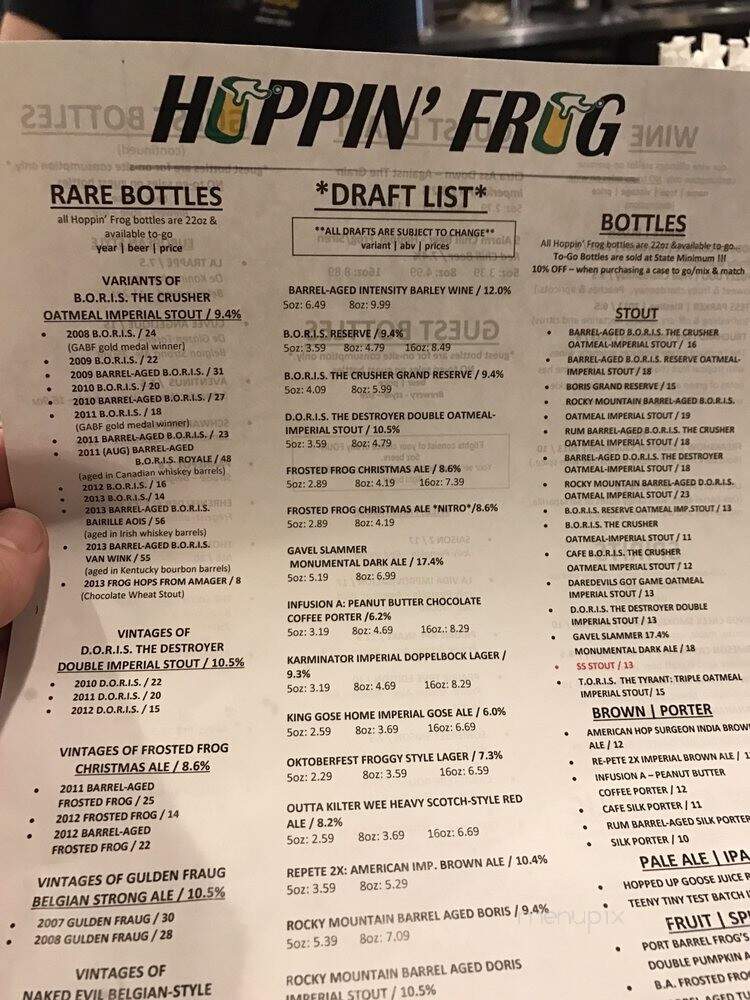 HOPPIN' FROG
RARE BOTTLES
all Hoppin' Frog bottles are 22oz &
available to-go
year | beer | price
VARIANTS OF
B.O.R.I.S. THE CRUSHER
OATMEAL IMPERIAL STOUT / 9.4%
• 2008 B.O.R.I.S. / 24
(GABF gold medal winner)
• 2009 B.O.R.I.S. / 22
• 2009 BARREL-AGED B.O.R.I.S. / 31
• 2010 B.O.R.I.S. / 20
• 2010 BARREL-AGED B.O.R.I.S. / 27
• 2011 B.O.R.I.S. / 18
(GABF gold medal winner)
• 2011 BARREL-AGED B.O.R.I.S. / 23
• 2011 (AUG) BARREL-AGED
B.O.R.I.S. ROYALE / 48
(aged in Canadian whiskey barrels)
• 2012 B.O.R.I.S. / 16
• 2013 B.O.R.I.S. / 14
• 2013 BARREL-AGED B.O.R.I.S.
BAIRILLE AOIS / 56
(aged in Irish whiskey barrels)
• 2013 BARREL-AGED B.O.R.I.S.
VAN WINK / 55
(aged in Kentucky bourbon barrels)
• 2013 FROG HOPS FROM AMAGER / 8
(Chocolate Wheat Stout)
VINTAGES OF
D.O.R.I.S. THE DESTROYER
DOUBLE IMPERIAL STOUT / 10.5%
• 2010 D.O.R.I.S. / 22
• 2011 D.O.R.I.S. / 20
• 2012 D.O.R.I.S. / 15
VINTAGES OF FROSTED FROG
CHRISTMAS ALE / 8.6%
• 2011 BARREL-AGED
FROSTED FROG / 25
• 2012 FROSTED FROG / 14
• 2012 BARREL-AGED
FROSTED FROG / 22
VINTAGES OF GULDEN FRAUG
BELGIAN STRONG ALE / 10.5%
• 2007 GULDEN FRAUG / 30
• 2008 GULDEN FRAUG / 28
VINTAGES OF
NAKED EVIL BELGIAN-STYLE
*DRAFT LIST*
**ALL DRAFTS ARE SUBJECT TO CHANGE**
variant | abv | prices
BARREL-AGED INTENSITY BARLEY WINE / 12.0%
5oz: 6.49 8oz: 9.99
B.O.R.I.S. RESERVE / 9.4%
5oz: 3.59 8oz: 4.79 16oz: 8.49
B.O.R.I.S. THE CRUSHER GRAND RESERVE / 9.4%
5oz: 4.09 8oz: 5.99
D.O.R.I.S. THE DESTROYER DOUBLE OATMEAL-
IMPERIAL STOUT / 10.5%
5oz: 3.59 8oz: 4.79
FROSTED FROG CHRISTMAS ALE / 8.6%
5oz: 2.89 8oz: 4.19 16oz: 7.39
FROSTED FROG CHRISTMAS ALE *NITRO*/8.6%
5oz: 2.89 8oz: 4.19
GAVEL SLAMMER
MONUMENTAL DARK ALE / 17.4%
5oz: 5.19 8oz: 6.99
INFUSION A: PEANUT BUTTER CHOCOLATE
COFFEE PORTER /6.2%
5oz: 3.19 8oz: 4.69 16oz.: 8.29
KARMINATOR IMPERIAL DOPPELBOCK LAGER /
9.3%
5oz: 3.19 8oz: 4.69 16oz: 8.29
KING GOSE HOME IMPERIAL GOSE ALE / 6.0%
5oz: 2.59 8oz: 3.69 16oz: 6.69
OKTOBERFEST FROGGY STYLE LAGER / 7.3%
5oz: 2.29 8oz: 3.59 16oz: 6.59
OUTTA KILTER WEE HEAVY SCOTCH-STYLE RED
ALE / 8.2%
5oz: 2.59 8oz: 3.69 16oz: 6.69
REPETE 2X: AMERICAN IMP. BROWN ALE / 10.4%
5oz: 3.59 8oz: 5.29
ROCKY MOUNTAIN BARREL AGED BORIS / 9.4%
5oz: 5.39 8oz: 7.09
ROCKY MOUNTAIN BARREL AGED DORIS
IMPERIAL STOUT / 10.5%
BOTTLES
All Hoppin' Frog bottles are 22oz &available to-go...
To-Go Bottles are sold at State Minimum !!!
10% OFF – when purchasing a case to go/mix & match
STOUT
• BARREL-AGED B.O.R.I.S. THE CRUSHER
OATMEAL-IMPERIAL STOUT / 16
• BARREL-AGED B.O.R.I.S. RESERVE OATMEAL-
IMPERIAL STOUT / 18
• BORIS GRAND RESERVE / 15
• ROCKY MOUNTAIN BARREL-AGED B.O.R.I.S.
OATMEAL IMPERIAL STOUT / 19
• RUM BARREL-AGED B.O.R.I.S. THE CRUSHER
OATMEAL IMPERIAL STOUT / 18
• BARREL-AGED D.O.R.I.S. THE DESTROYER
OATMEAL-IMPERIAL STOUT / 18
• ROCKY MOUNTAIN BARREL-AGED D.O.R.I.S.
OATMEAL IMPERIAL STOUT / 23
• B.O.R.I.S. RESERVE OATMEAL IMP.STOUT / 13
• B.O.R.I.S. THE CRUSHER
OATMEAL-IMPERIAL STOUT / 11
• CAFE B.O.R.I.S. THE CRUSHER
OATMEAL IMPERIAL STOUT / 12
• DAREDEVILS GOT GAME OATMEAL
IMPERIAL STOUT / 13
• D.O.R.I.S. THE DESTROYER DOUBLE
IMPERIAL STOUT / 13
• GAVEL SLAMMER 17.4%
MONUMENTAL DARK ALE / 18
• SS STOUT / 13
• T.O.R.I.S. THE TYRANT: TRIPLE OATMEAL
IMPERIAL STOUT/ 15
BROWN | PORTER
• AMERICAN HOP SURGEON INDIA BROW
ALE / 12
• RE-PETE 2X IMPERIAL BROWN ALE /
• INFUSION A – PEANUT BUTTER
COFFEE PORTER / 12
• CAFE SILK PORTER / 11
• RUM BARREL-AGED SILK PORTER
• SILK PORTER / 10
PALE ALE | IPA
• HOPPED UP GOOSE JUICE
• TEENY TINY TEST BATCH
FRUIT | SP
• PORT BARREL FROG'S
DOUBLE PUMPKIN A
• B.A. FROSTED FRO
menupix